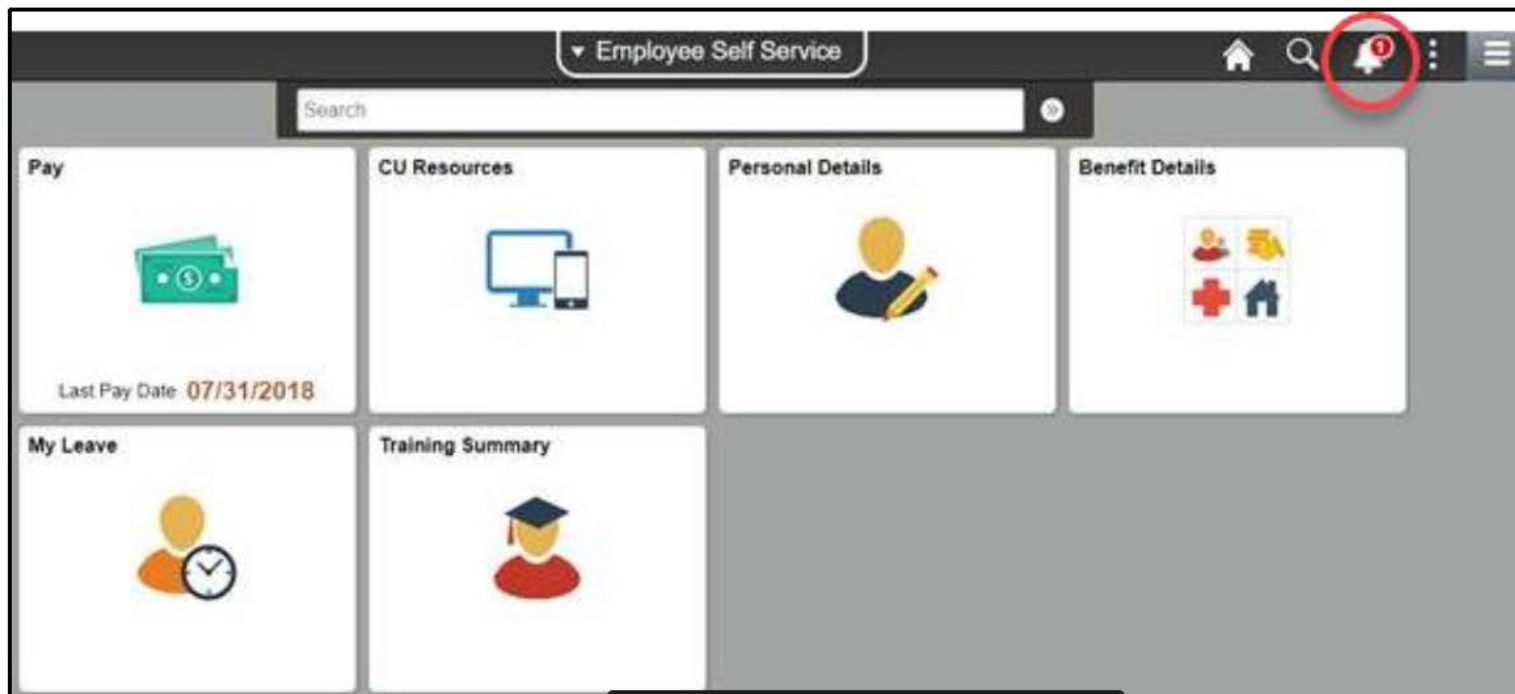 Employee Self Service
1
Search
Pay
CU Resources
Personal Details
Benefit Details
Last Pay Date 07/31/2018
My Leave
Training Summary